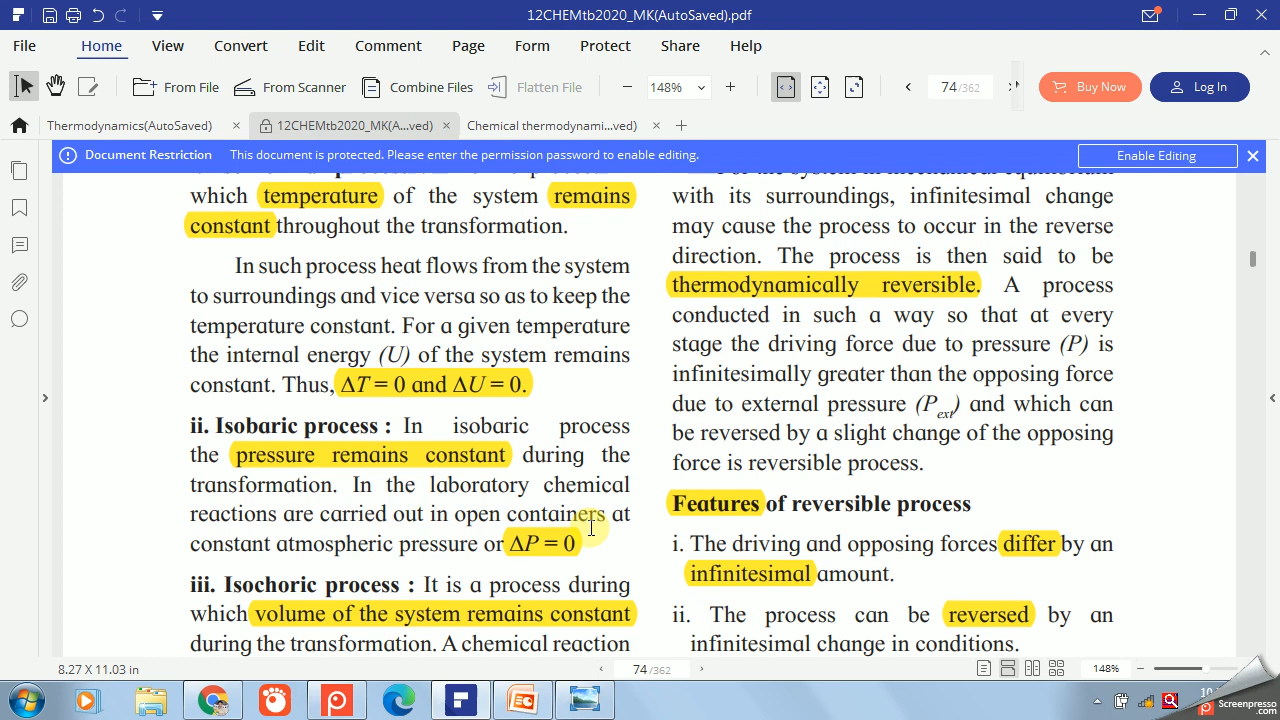 12CHEMtb2020_MK(AutoSaved).pdf
File Home View Convert Edit Comment Page Form Protect Share Help
From File From Scanner Combine Files Flatten File 148% 74 /362 Buy Now Log In
Thermodynamics(AutoSaved) × 12CHEMtb2020_MK(A...ved) × Chemical thermodynami...ved) × +
Document Restriction This document is protected. Please enter the permission password to enable editing. Enable Editing
which temperature of the system remains
constant throughout the transformation.
In such process heat flows from the system
to surroundings and vice versa so as to keep the
temperature constant. For a given temperature
the internal energy (U) of the system remains
constant. Thus, ΔT = 0 and ΔU = 0.
ii. Isobaric process : In isobaric process
the pressure remains constant during the
transformation. In the laboratory chemical
reactions are carried out in open containers at
constant atmospheric pressure or ΔP = 0
iii. Isochoric process : It is a process during
which volume of the system remains constant
during the transformation. A chemical reaction
with its surroundings, infinitesimal change
may cause the process to occur in the reverse
direction. The process is then said to be
thermodynamically reversible. A process
conducted in such a way so that at every
stage the driving force due to pressure (P) is
infinitesimally greater than the opposing force
due to external pressure (Pext) and which can
be reversed by a slight change of the opposing
force is reversible process.
Features of reversible process
i. The driving and opposing forces differ by an
infinitesimal amount.
ii. The process can be reversed by an
infinitesimal change in conditions.
8.27 X 11.03 in 74 /362 148%
Screenpresso
.com